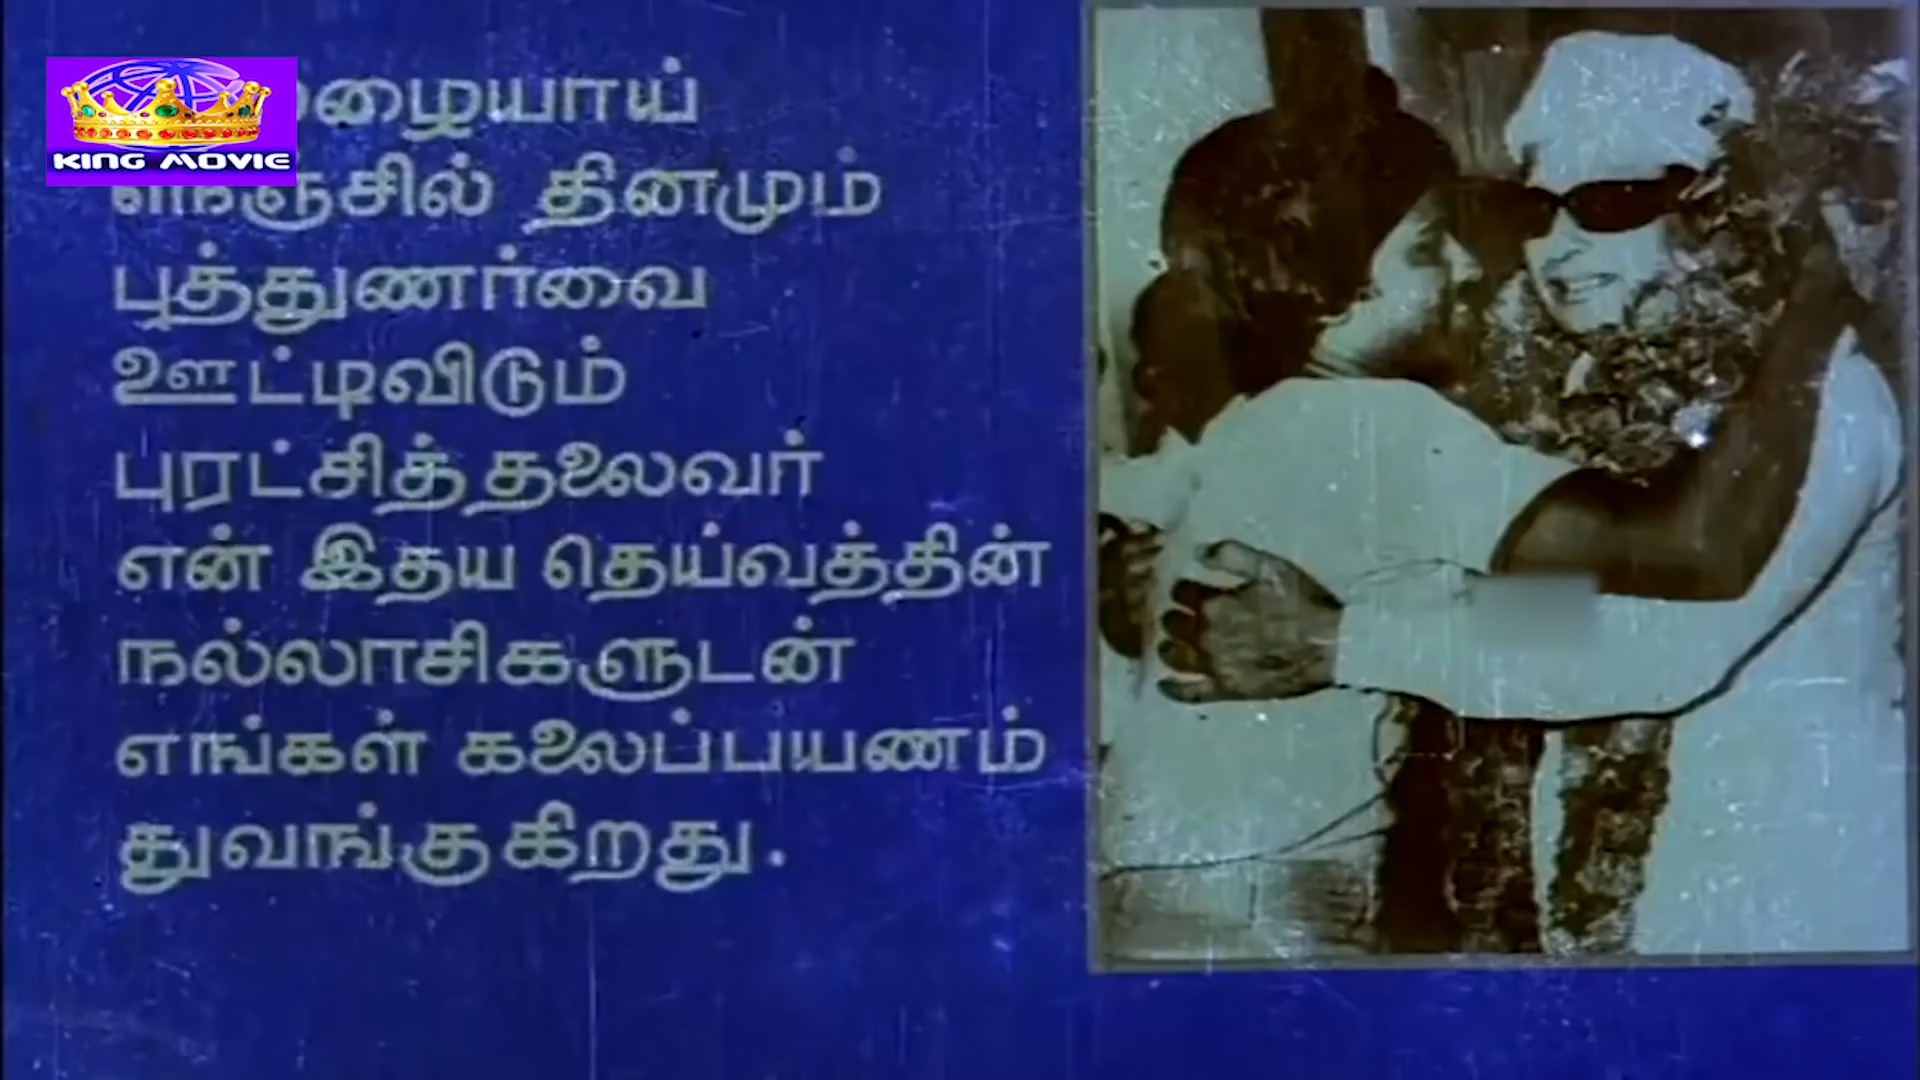 KING MOVIE
நெஞ்சில் தினமும்
புத்துணர்வை
ஊட்டிவிடும்
புரட்சித்தலைவர்
என் இதய தெய்வத்தின்
நல்லாசிகளுடன்
எங்கள் கலைப்பயணம்
துவங்குகிறது.